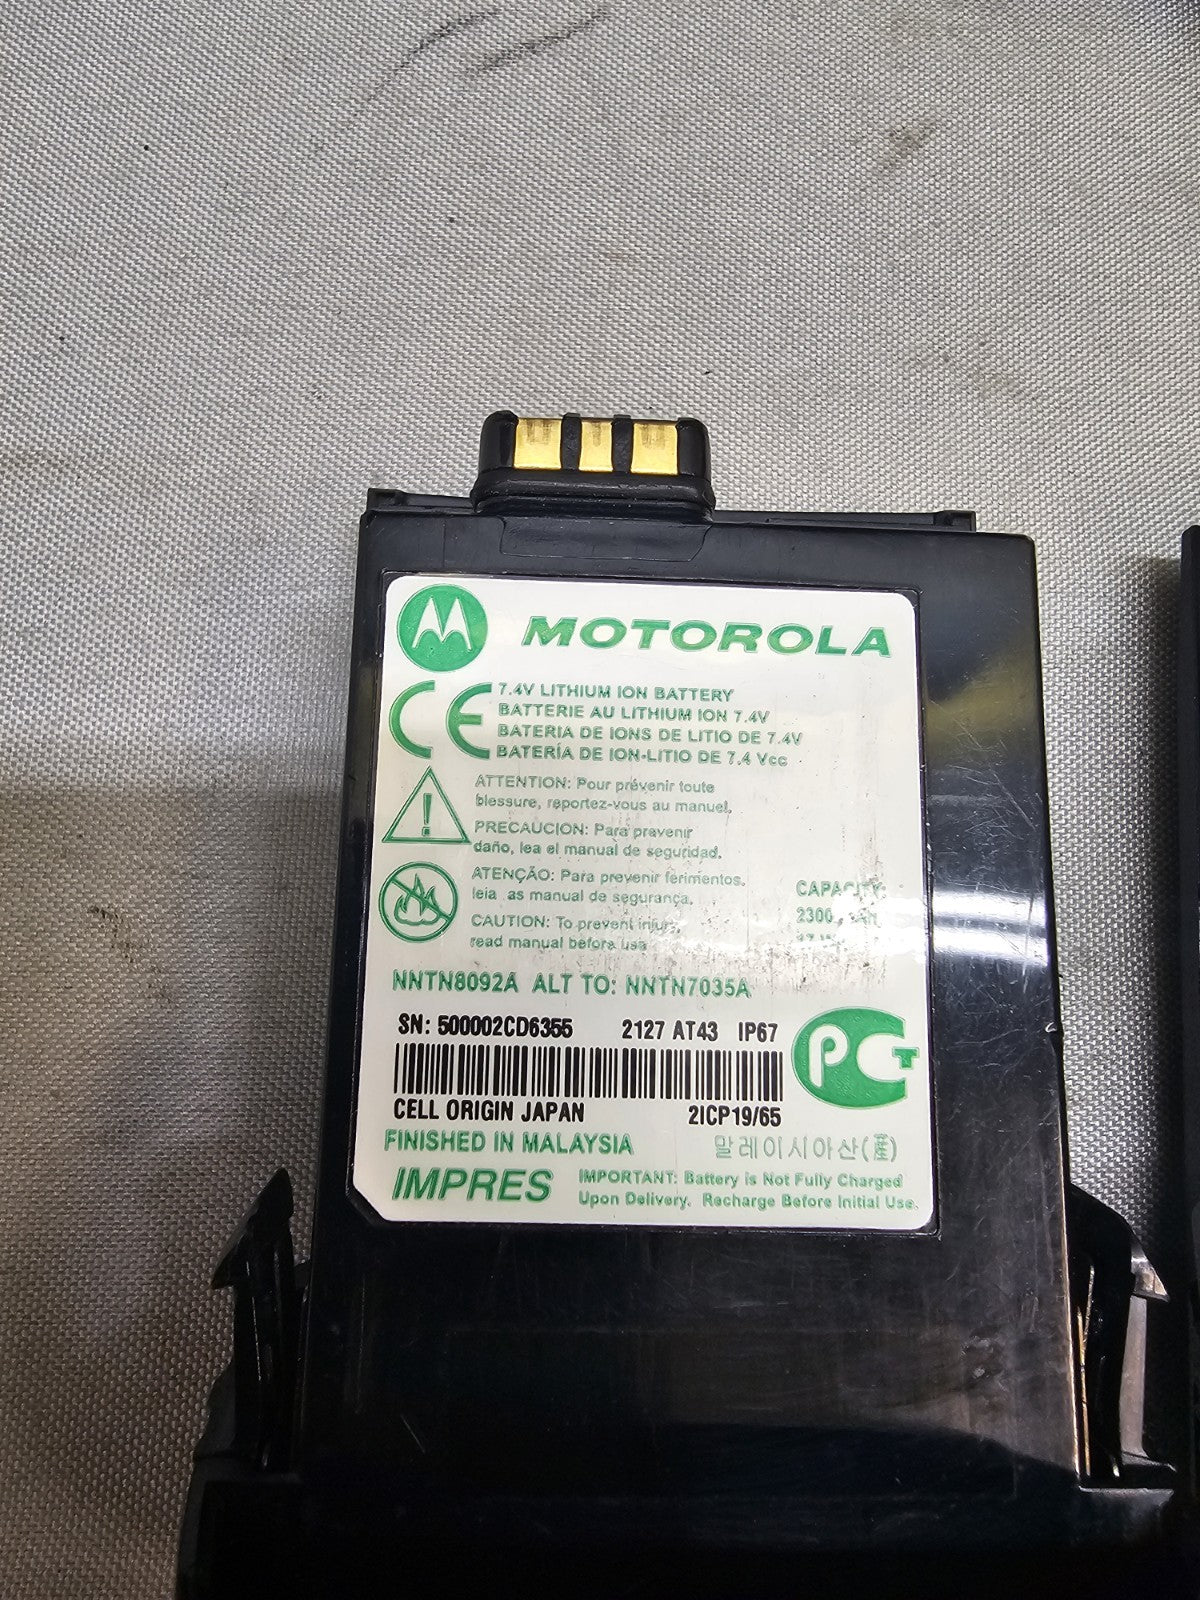 MOTOROLA
CE
7.4V LITHIUM ION BATTERY
BATTERIE AU LITHIUM ION 7.4V
BATERIA DE IONS DE LITIO DE 7.4V
BATERÍA DE ION-LITIO DE 7.4 Vcc
ATTENTION: Pour prévenir toute
blessure, reportez-vous au manuel.
PRECAUCION: Para prevenir
daño, lea el manual de seguridad.
ATENÇÃO: Para prevenir ferimentos,
leia as manual de segurança.
CAUTION: To prevent injury,
read manual before use
CAPACITY:
2300
NNTN8092A ALT TO: NNTN7035A
SN: 500002CD6355 2127 AT43 IP67
PCT
CELL ORIGIN JAPAN 2ICP19/65
FINISHED IN MALAYSIA 말레이시아산(産)
IMPRES
IMPORTANT: Battery is Not Fully Charged
Upon Delivery. Recharge Before Initial Use.